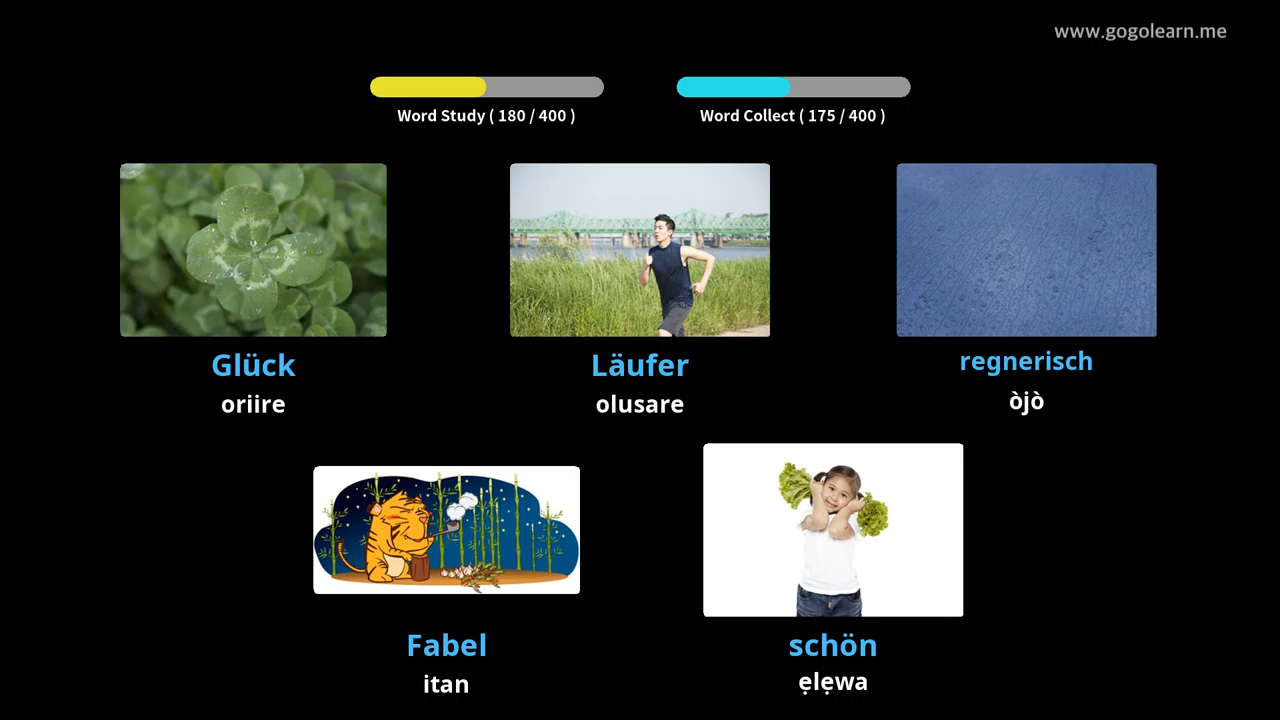 www.gogolearn.me
Word Study ( 180 / 400 )
Word Collect ( 175 / 400 )
Glück
oriire
Läufer
olusare
regnerisch
òjò
Fabel
itan
schön
ẹlẹwa